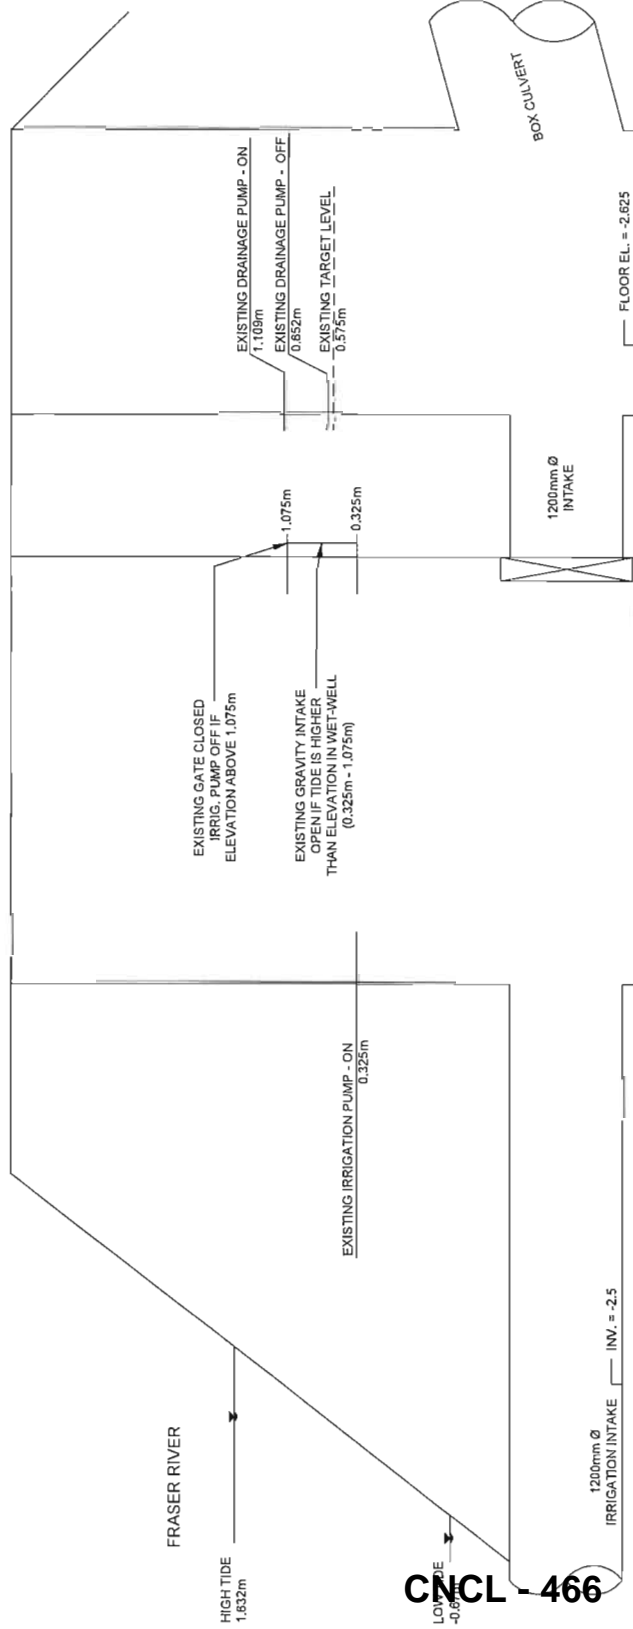 FRASER RIVER
HIGH TIDE
1.632m
LOW
1200mm Ø
IRRIGATION INTAKE
INV. = -2.5
EXISTING IRRIGATION PUMP - ON
0.325m
EXISTING GATE CLOSED
IRRIG. PUMP OFF IF
ELEVATION ABOVE 1.075m
EXISTING GRAVITY INTAKE
OPEN IF TIDE IS HIGHER
THAN ELEVATION IN WET-WELL
(0.325m - 1.075m)
1.075m
0.325m
1200mm Ø
INTAKE
EXISTING DRAINAGE PUMP - ON
1.109m
EXISTING DRAINAGE PUMP - OFF
0.652m
EXISTING TARGET LEVEL
0.575m
BOX CULVERT
FLOOR EL. = -2.625
CNCL - 466